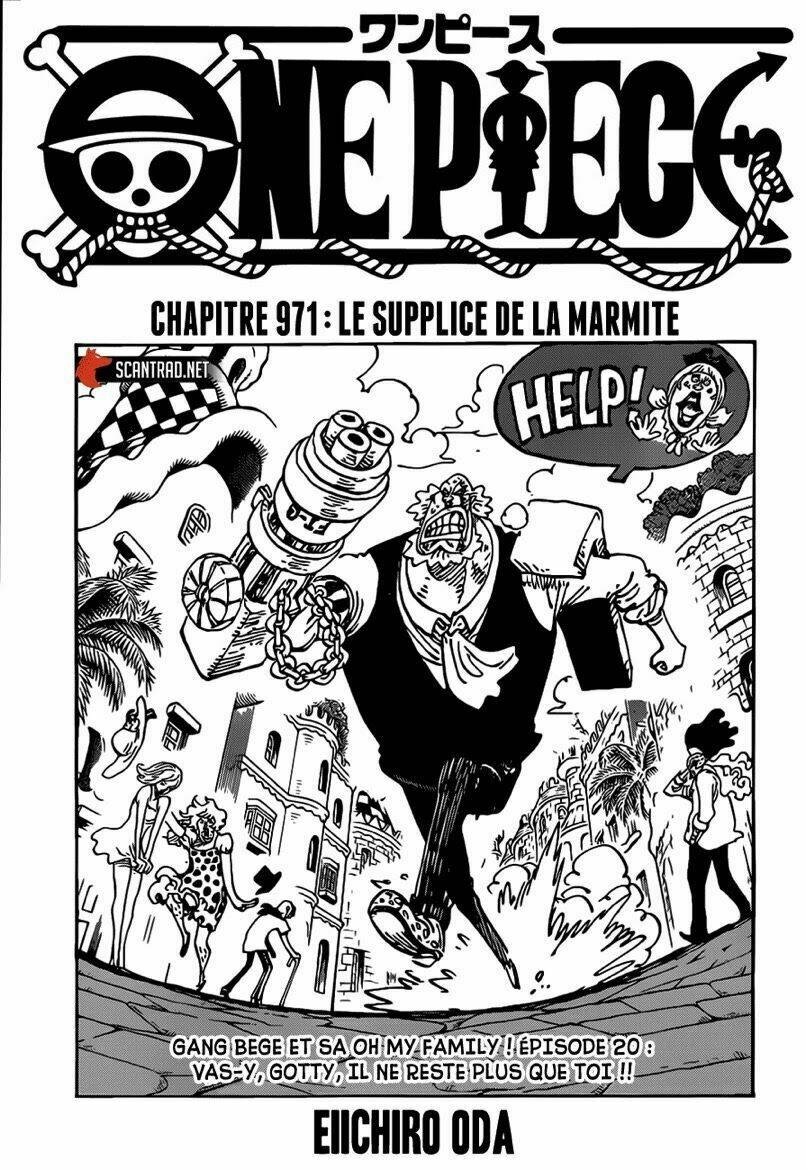 ワンピース
ONE PIECE
CHAPITRE 971 : LE SUPPLICE DE LA MARMITE
SCANTRAD.NET
HELP!
GANG BEGE ET SA OH MY FAMILY ! ÉPISODE 20 :
VAS-Y, GOTTY, IL NE RESTE PLUS QUE TOI !!
EIICHIRO ODA